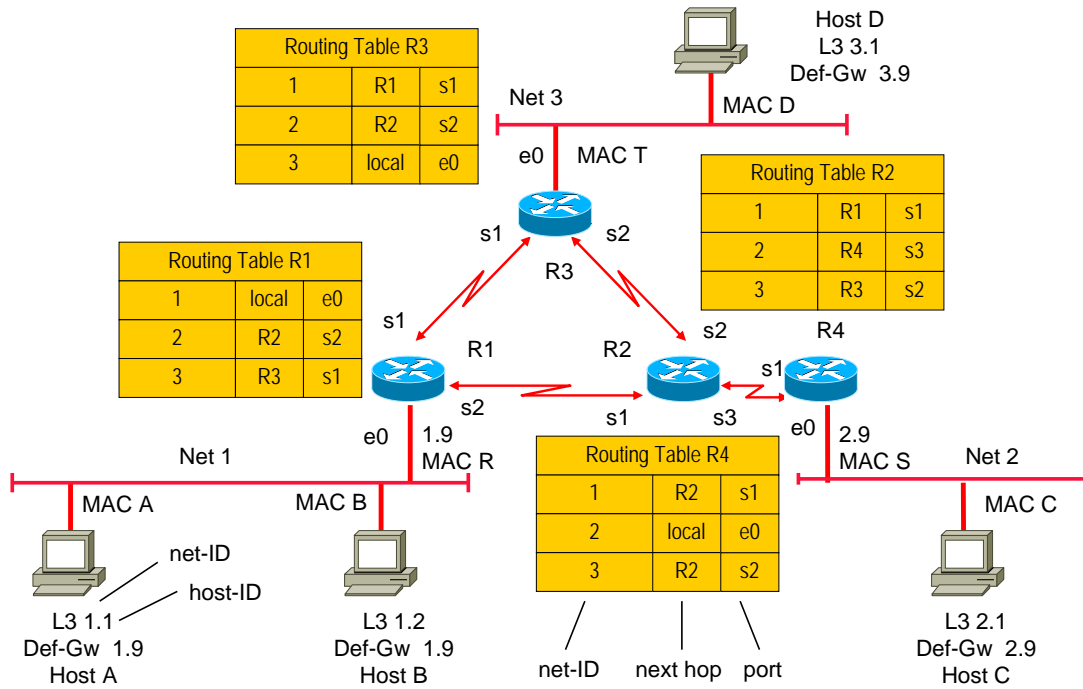 Host D
L3 3.1
Def-Gw 3.9
MAC D
Net 3
e0
MAC T
Routing Table R3
1 R1 s1
2 R2 s2
3 local e0
Routing Table R2
1 R1 s1
2 R4 s3
3 R3 s2
s1
s2
R3
Routing Table R1
1 local e0
2 R2 s2
3 R3 s1
s1
R1
s2
R2
s2
s1
s3
R4
s1
e0
1.9
MAC R
Net 1
MAC A
MAC B
e0
2.9
MAC S
Net 2
MAC C
Routing Table R4
1 R2 s1
2 local e0
3 R2 s2
net-ID
next hop
port
net-ID
host-ID
L3 1.1
Def-Gw 1.9
Host A
L3 1.2
Def-Gw 1.9
Host B
L3 2.1
Def-Gw 2.9
Host C